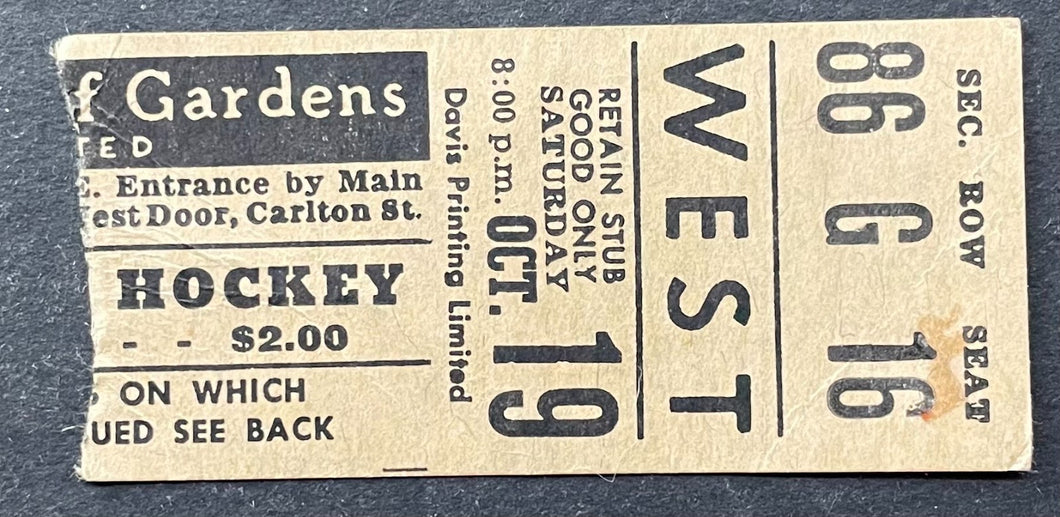 f Gardens
TED
E. Entrance by Main
est Door, Carlton St.
HOCKEY
- - $2.00
ON WHICH
UED SEE BACK
Davis Printing Limited
8:00 p.m. OCT. 19
SATURDAY
GOOD ONLY
RETAIN STUB
WEST
86 G 16
SEC. ROW SEAT